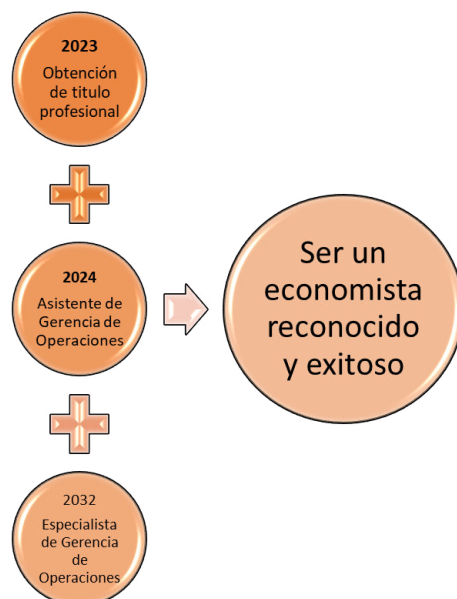 2023
Obtención
de titulo
profesional
2024
Asistente de
Gerencia de
Operaciones
2032
Especialista
de Gerencia
de
Operaciones
Ser un
economista
reconocido
y exitoso